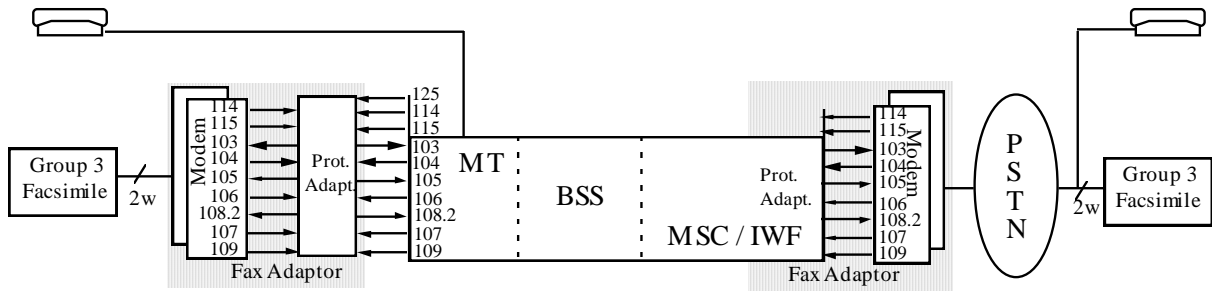 Group 3
Facsimile
2w
Modem
114
115
103
104
105
106
108.2
107
109
Prot.
Adapt.
Fax Adaptor
125
114
115
103
104
105
106
108.2
107
109
MT
BSS
MSC / IWF
Prot.
Adapt.
Fax Adaptor
114
115
103
104
105
106
108.2
107
109
Modem
P
S
T
N
2w
Group 3
Facsimile